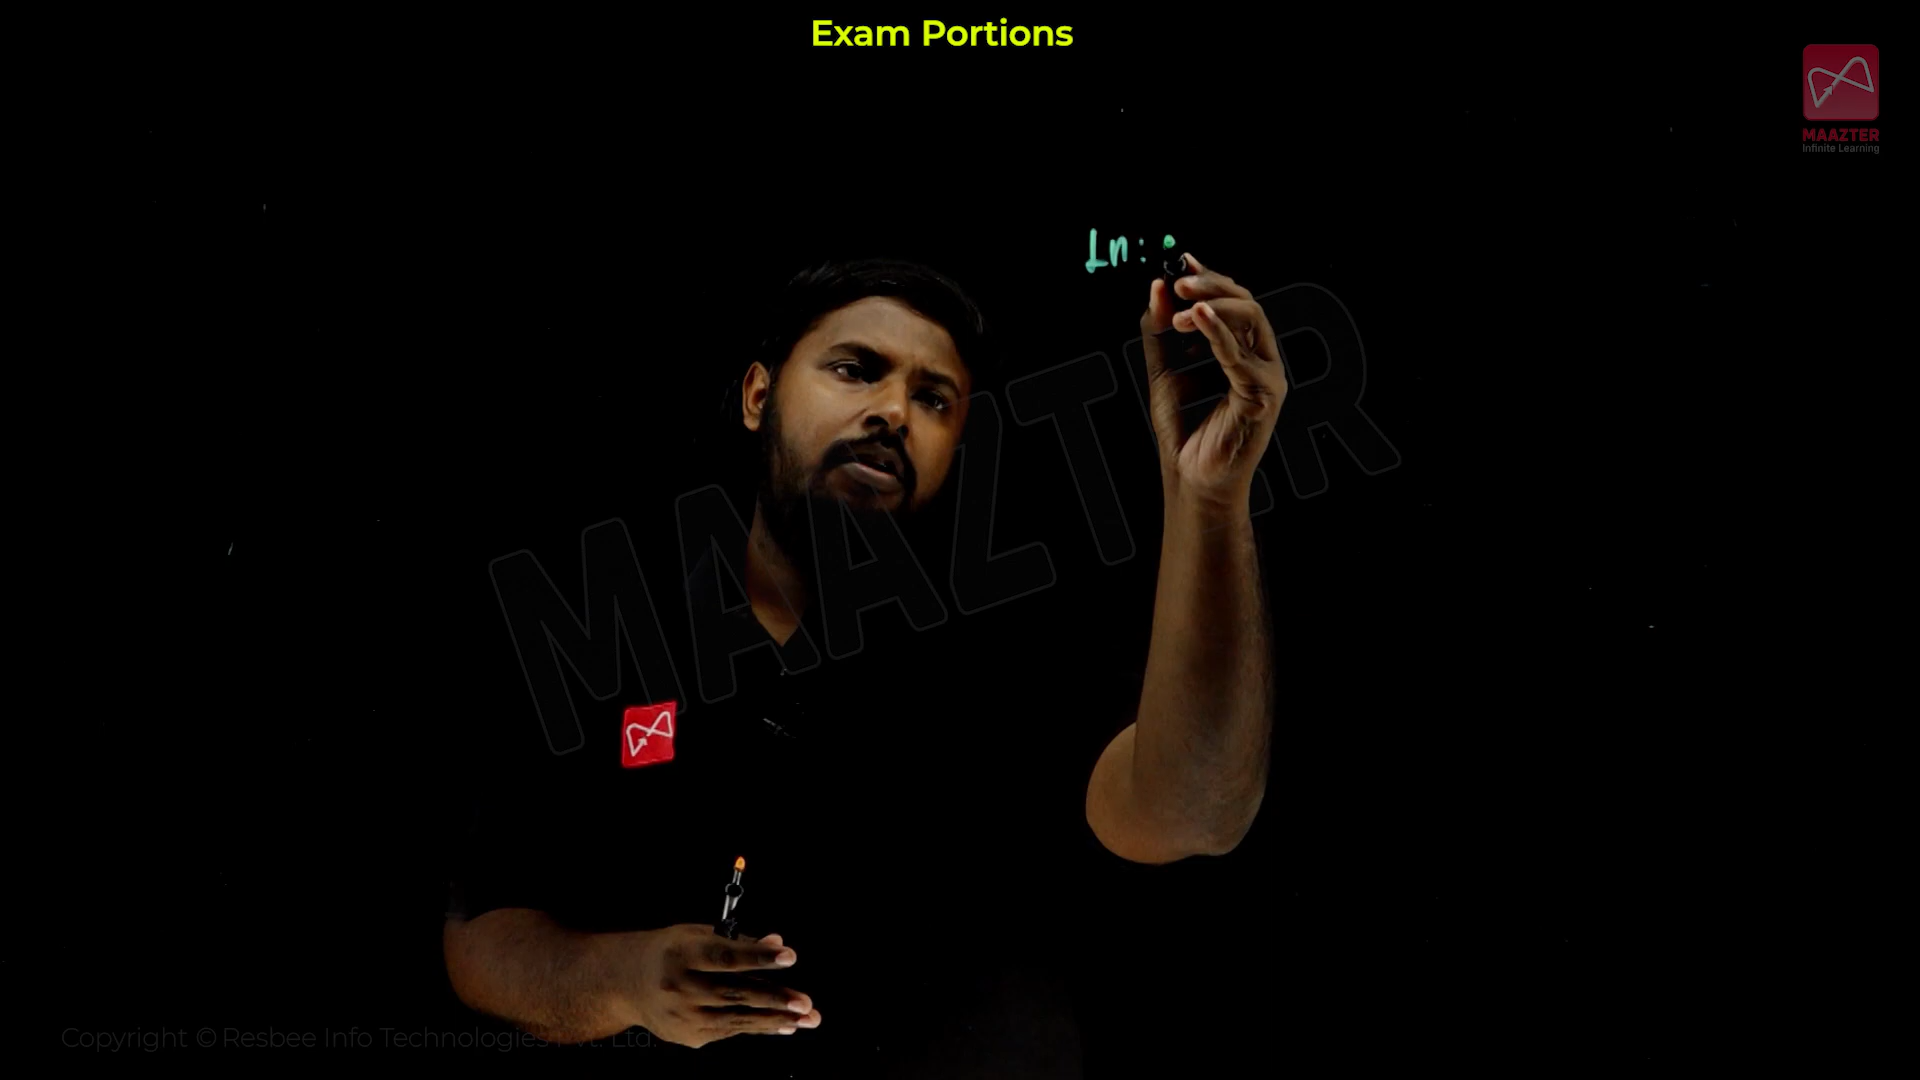 Exam Portions
MAAZTER
Infinite Learning
Ln:
MAAZTER
Copyright © Resbee Info Technologies Pvt. Ltd.